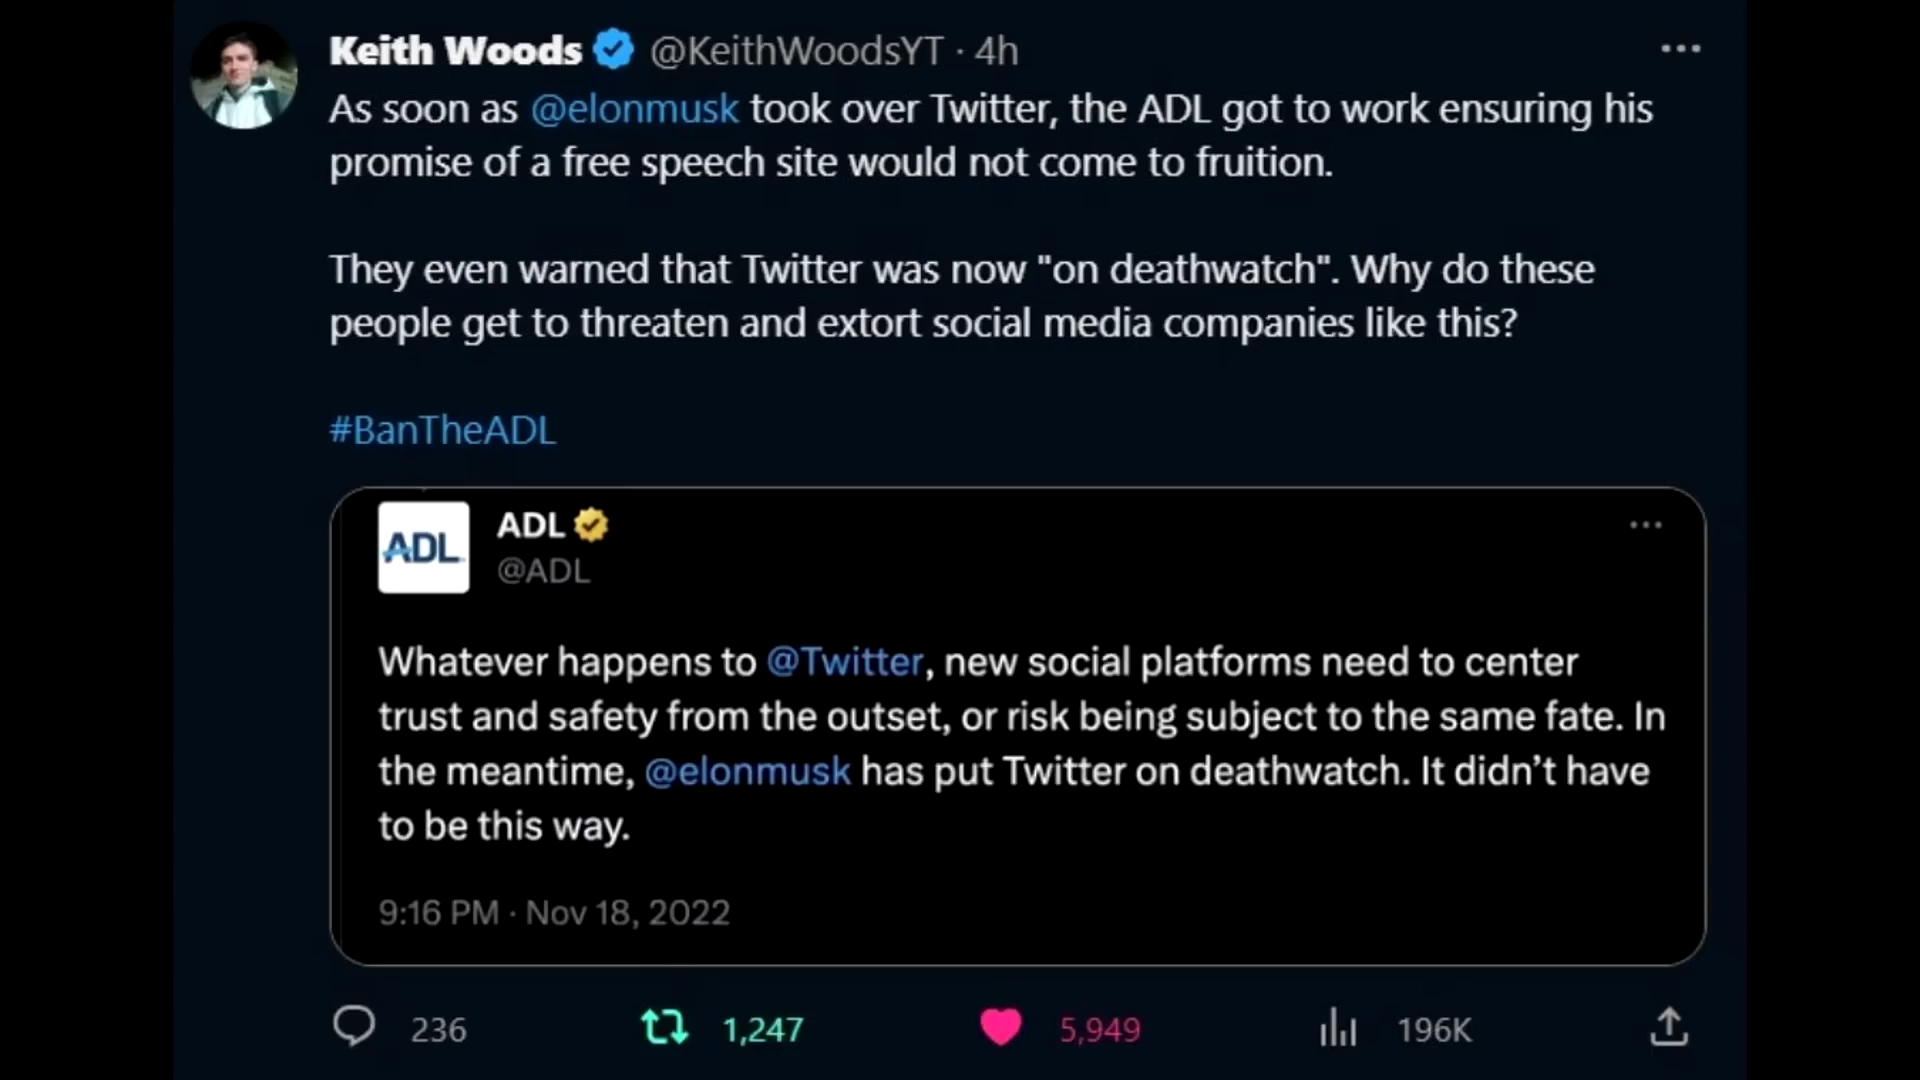 Keith Woods @KeithWoodsYT · 4h
As soon as @elonmusk took over Twitter, the ADL got to work ensuring his
promise of a free speech site would not come to fruition.
They even warned that Twitter was now "on deathwatch". Why do these
people get to threaten and extort social media companies like this?
#BanTheADL
ADL
ADL
@ADL
Whatever happens to @Twitter, new social platforms need to center
trust and safety from the outset, or risk being subject to the same fate. In
the meantime, @elonmusk has put Twitter on deathwatch. It didn’t have
to be this way.
9:16 PM · Nov 18, 2022
236 1,247 5,949 196K